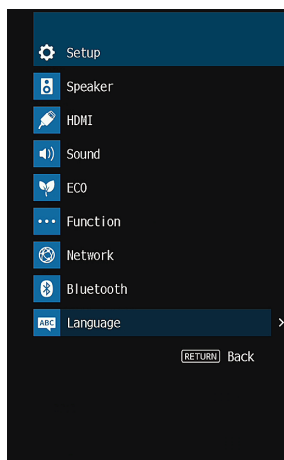 Setup
Speaker
HDMI
Sound
ECO
Function
Network
Bluetooth
ABC Language
RETURN Back